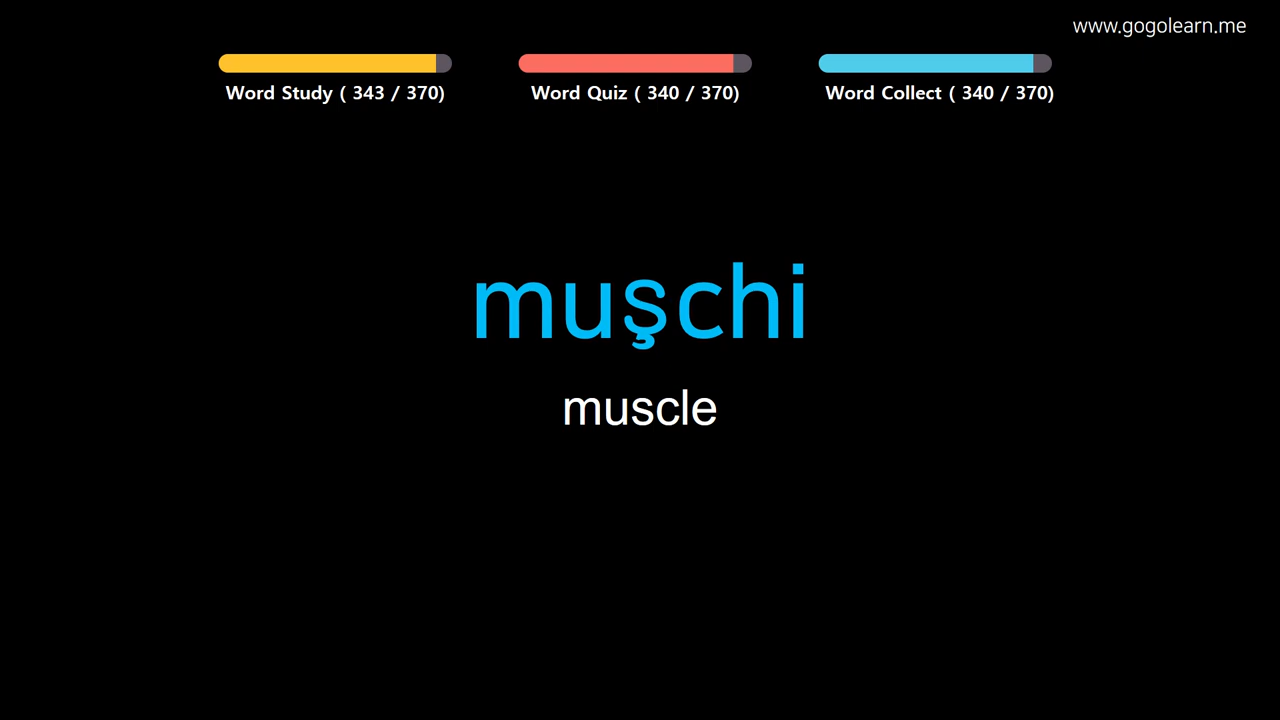 www.gogolearn.me
Word Study ( 343 / 370)
Word Quiz ( 340 / 370)
Word Collect ( 340 / 370)
muşchi
muscle